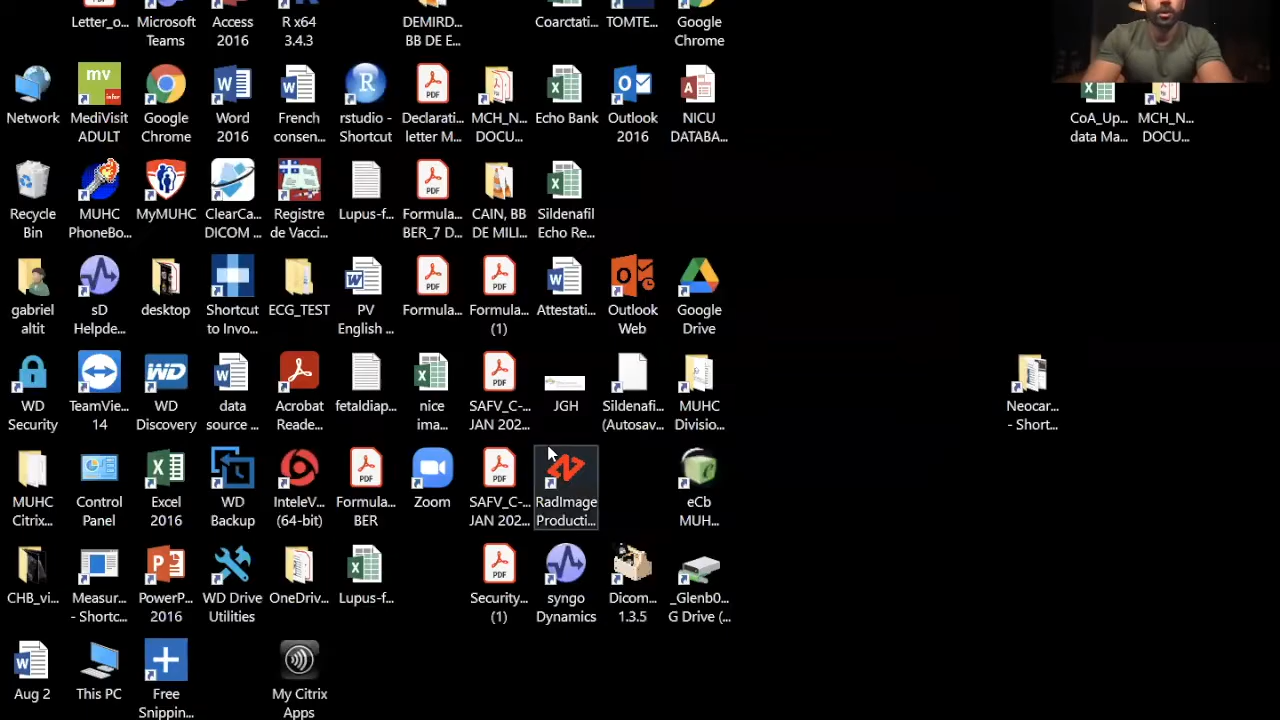 Letter_o...
Microsoft
Teams
Access
2016
R x64
3.4.3
DEMIRD...
BB DE E...
Coarctati...
TOMTE...
Google
Chrome
Network
mv
infer
MediVisit
ADULT
Google
Chrome
Word
2016
French
consen...
R
rstudio -
Shortcut
PDF
Declarati...
letter M...
MCH_N...
DOCU...
Echo Bank
Outlook
2016
NICU
DATABA...
CoA_Up...
data Ma...
MCH_N...
DOCU...
Recycle
Bin
MUHC
PhoneBo...
MyMUHC
ClearCa...
DICOM ...
Registre
de Vacci...
Lupus-f...
PDF
Formula...
BER_7 D...
CAIN, BB
DE MILI...
Sildenafil
Echo Re...
gabriel
altit
sD
Helpde...
desktop
Shortcut
to Invo...
ECG_TEST
PV
English ...
PDF
Formula...
PDF
Formula...
(1)
Attestati...
Outlook
Web
Google
Drive
WD
Security
TeamVie...
14
WD
WD
Discovery
data
source ...
Acrobat
Reade...
fetaldiap...
nice
ima...
PDF
SAFV_C-...
JAN 202...
JGH
Sildenafi...
(Autosav...
MUHC
Divisio...
Neocar...
- Short...
MUHC
Citrix...
Control
Panel
Excel
2016
WD
Backup
InteleV...
(64-bit)
PDF
Formula...
BER
Zoom
PDF
SAFV_C-...
JAN 202...
RadImage
Producti...
eCb
MUH...
CHB_vi...
Measur...
- Shortc...
PowerP...
2016
WD Drive
Utilities
OneDriv...
Lupus-f...
PDF
Security...
(1)
syngo
Dynamics
Dicom...
1.3.5
_Glenb0...
G Drive (...
Aug 2
This PC
Free
Snippin...
My Citrix
Apps